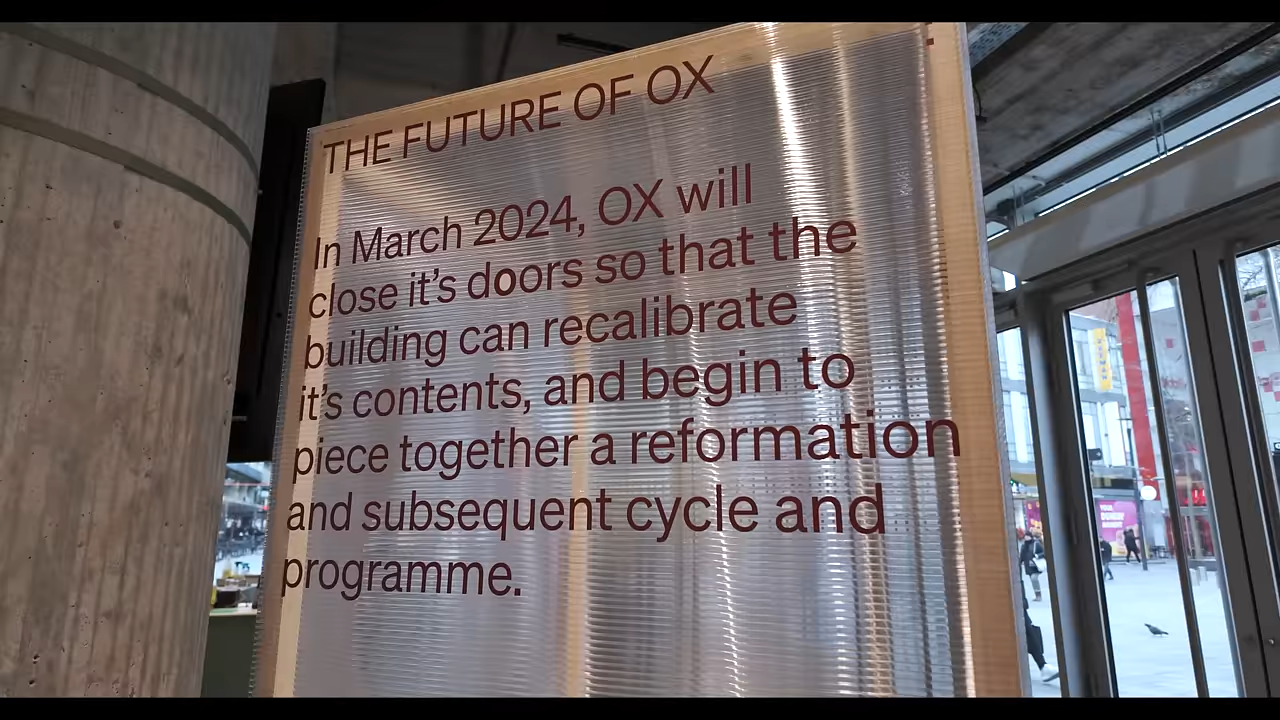 THE FUTURE OF OX
In March 2024, OX will
close it's doors so that the
building can recalibrate
it's contents, and begin to
piece together a reformation
and subsequent cycle and
programme.